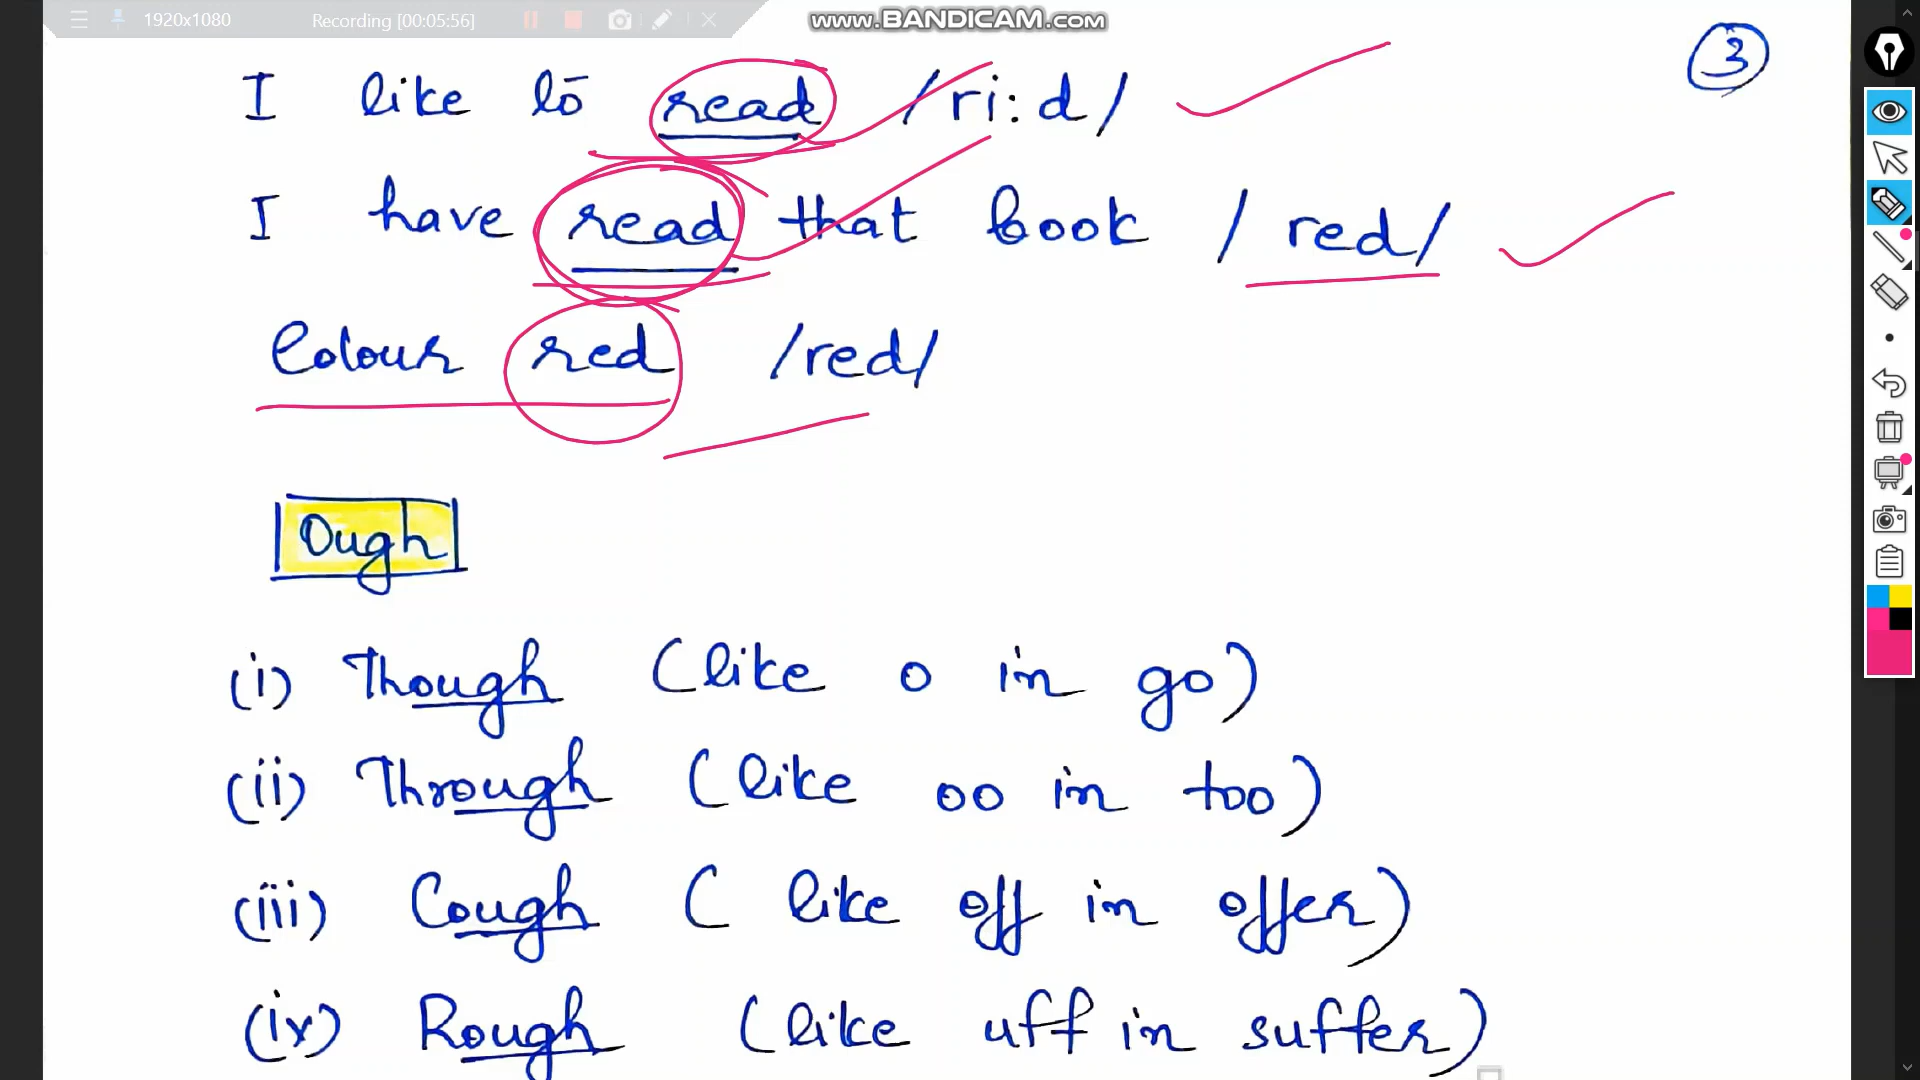 1920x1080 Recording [00:05:56] www.BANDICAM.com
3
I like to read /ri:d/
I have read that book /red/
Colour red /red/
Ough
(i) Though (like o in go)
(ii) Through (like oo in too)
(iii) Cough (like off in offer)
(ix) Rough (like uff in suffer)